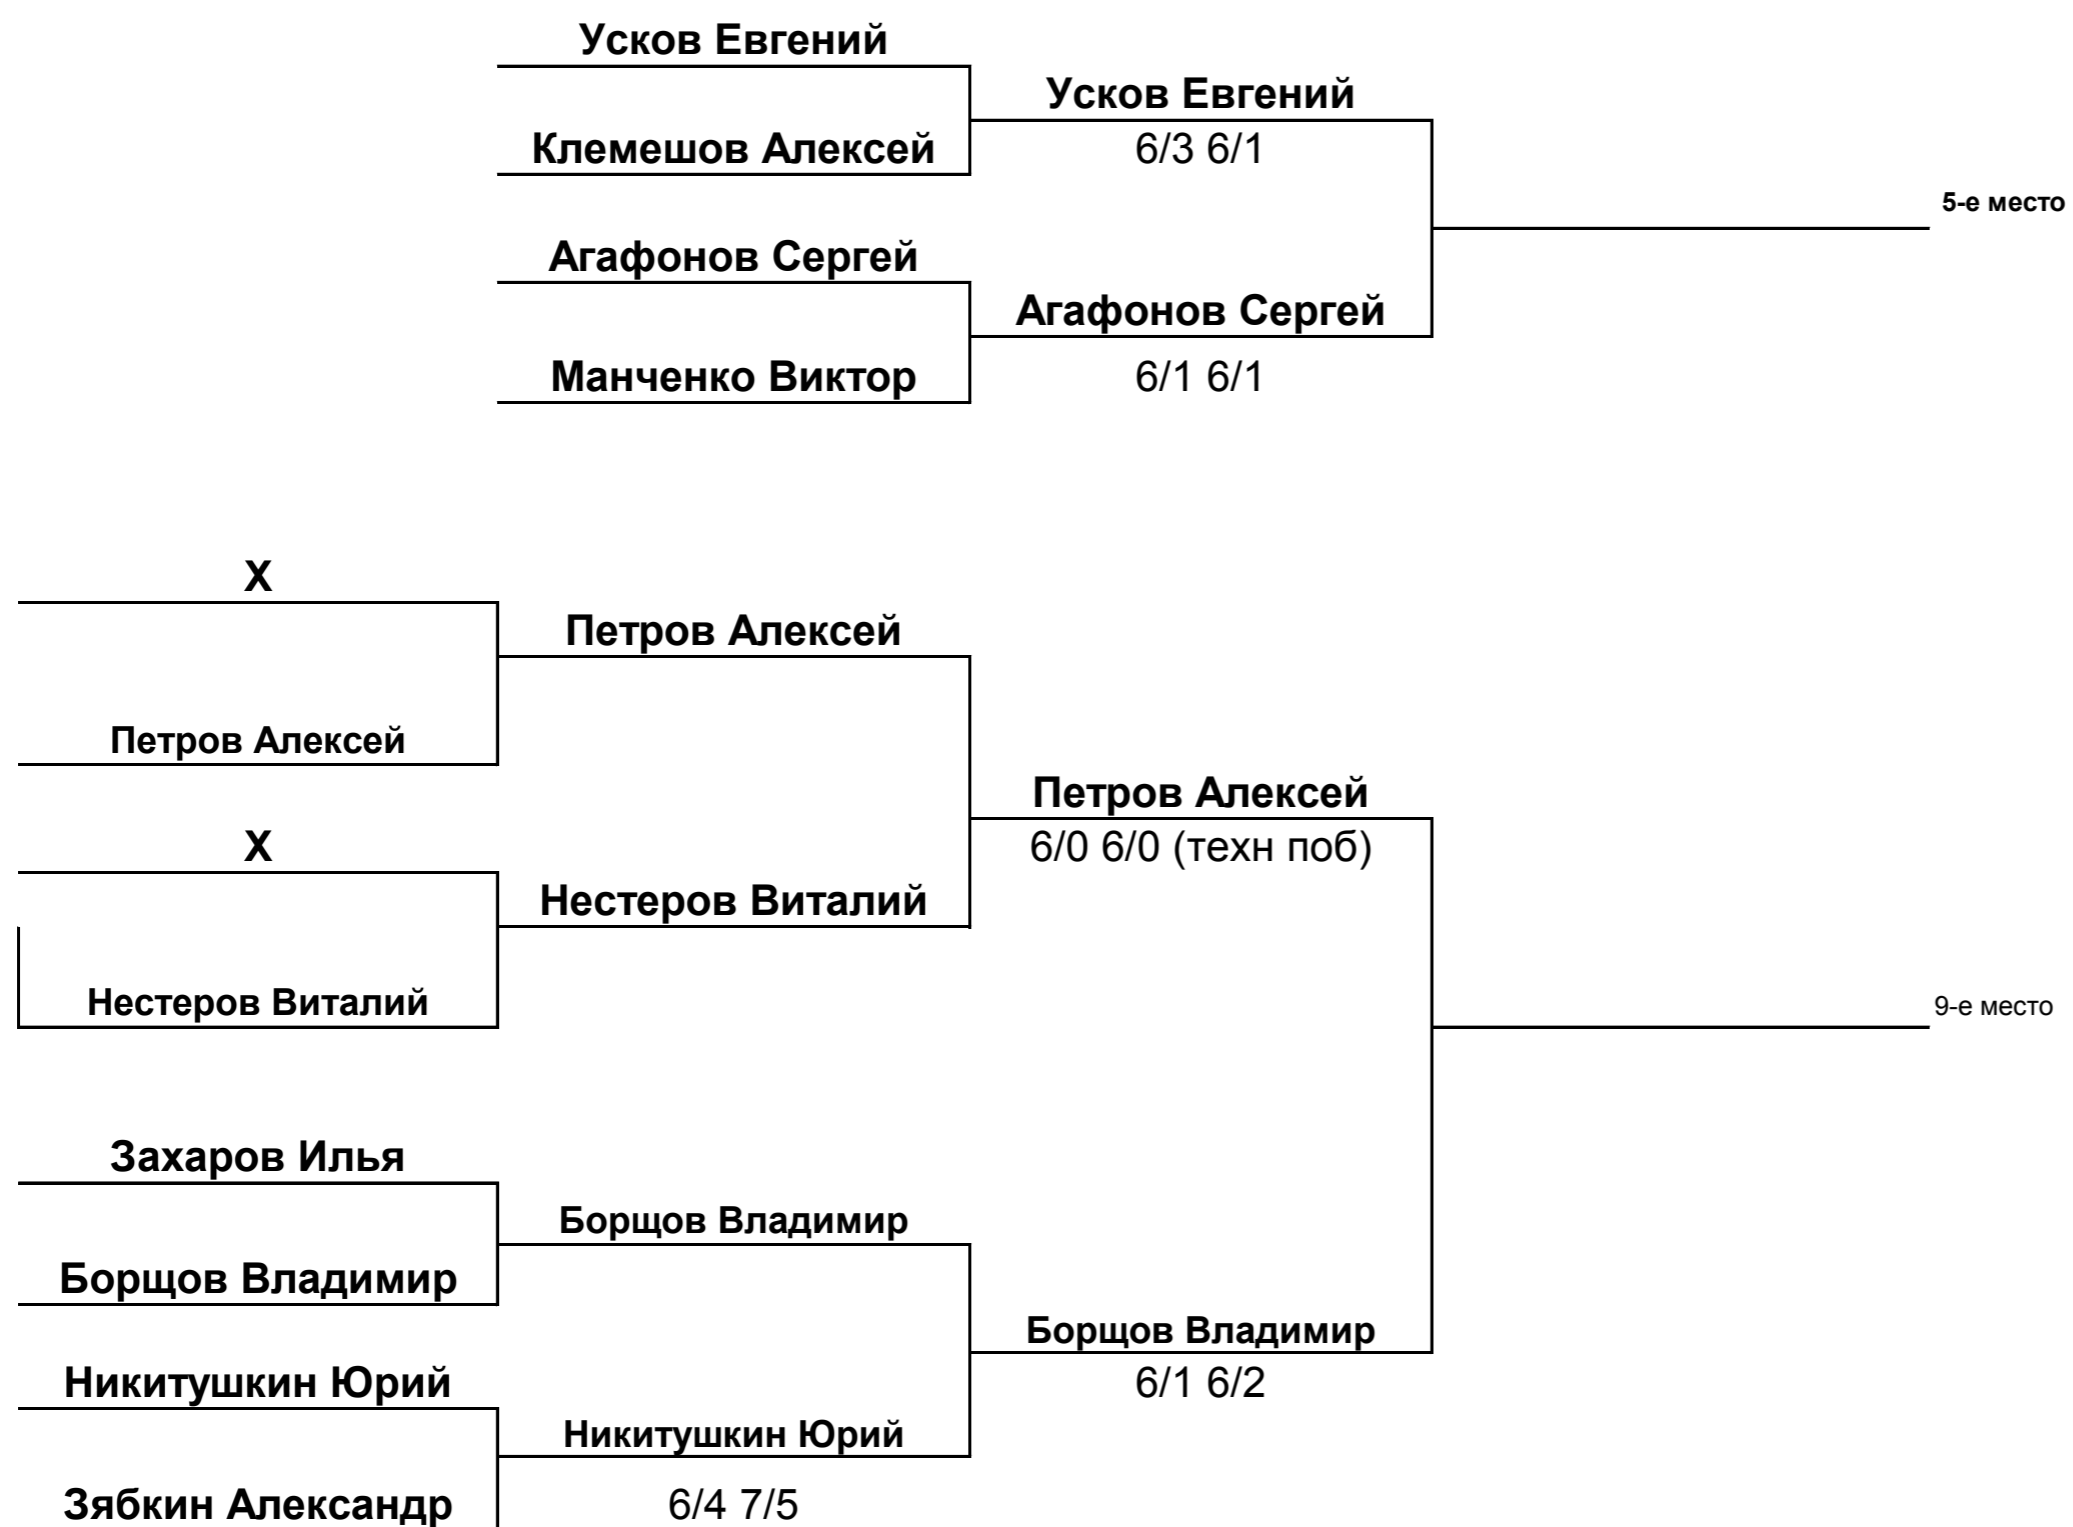 Усков Евгений
Усков Евгений
Клемешов Алексей
6/3 6/1
5-е место
Агафонов Сергей
Агафонов Сергей
Манченко Виктор
6/1 6/1
X
Петров Алексей
Петров Алексей
Петров Алексей
X
6/0 6/0 (техн поб)
Нестеров Виталий
Нестеров Виталий
9-е место
Захаров Илья
Борщов Владимир
Борщов Владимир
Борщов Владимир
Никитушкин Юрий
6/1 6/2
Никитушкин Юрий
Зябкин Александр
6/4 7/5